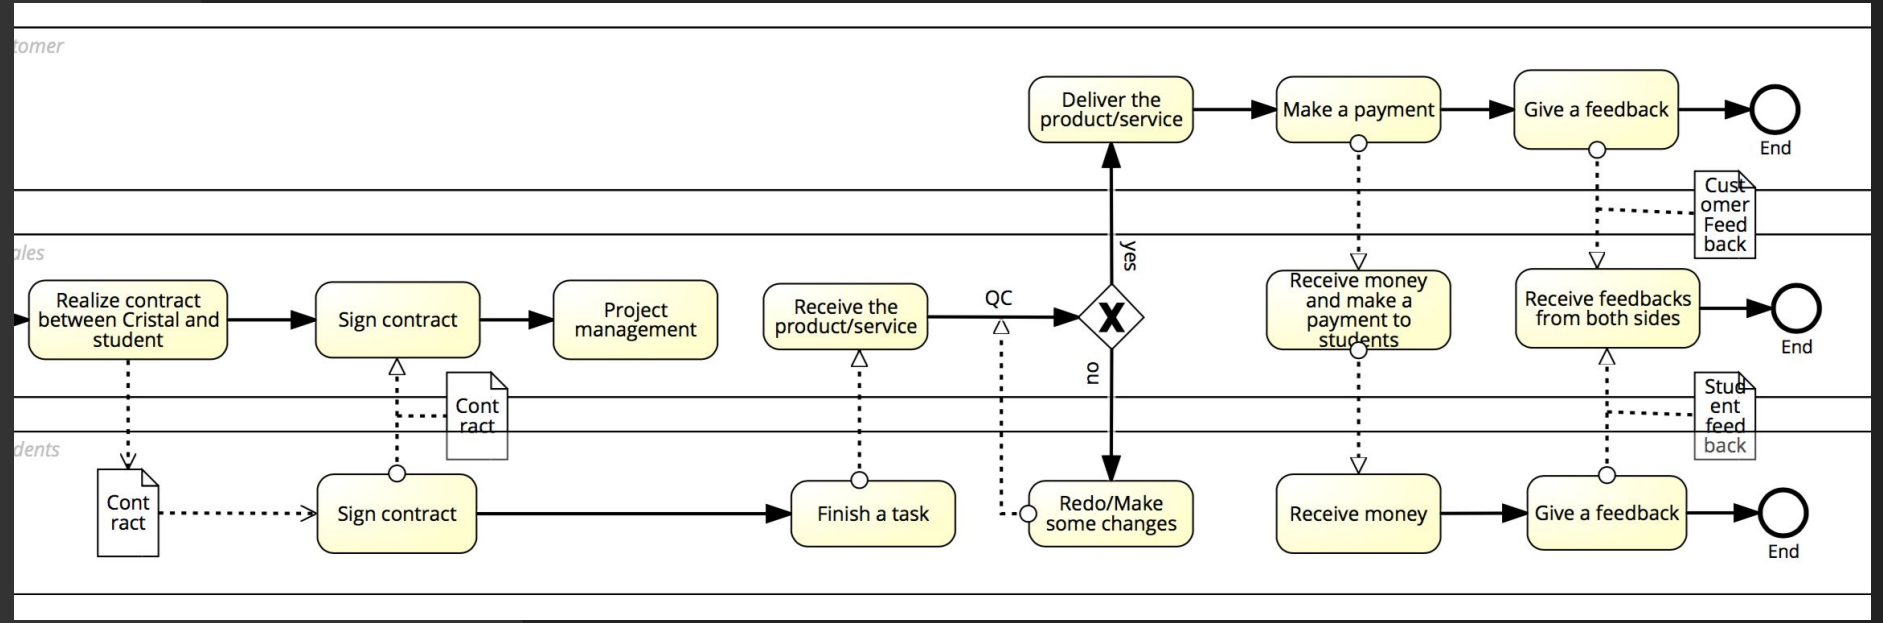 tomer
Deliver the
product/service
Make a payment
Give a feedback
End
Cust
omer
Feed
back
yes
ales
Realize contract
between Cristal and
student
Sign contract
Project
management
Receive the
product/service
QC
X
Receive money
and make a
payment to
students
Receive feedbacks
from both sides
End
no
Cont
ract
Stud
ent
feed
back
dents
Cont
ract
Sign contract
Finish a task
Redo/Make
some changes
Receive money
Give a feedback
End